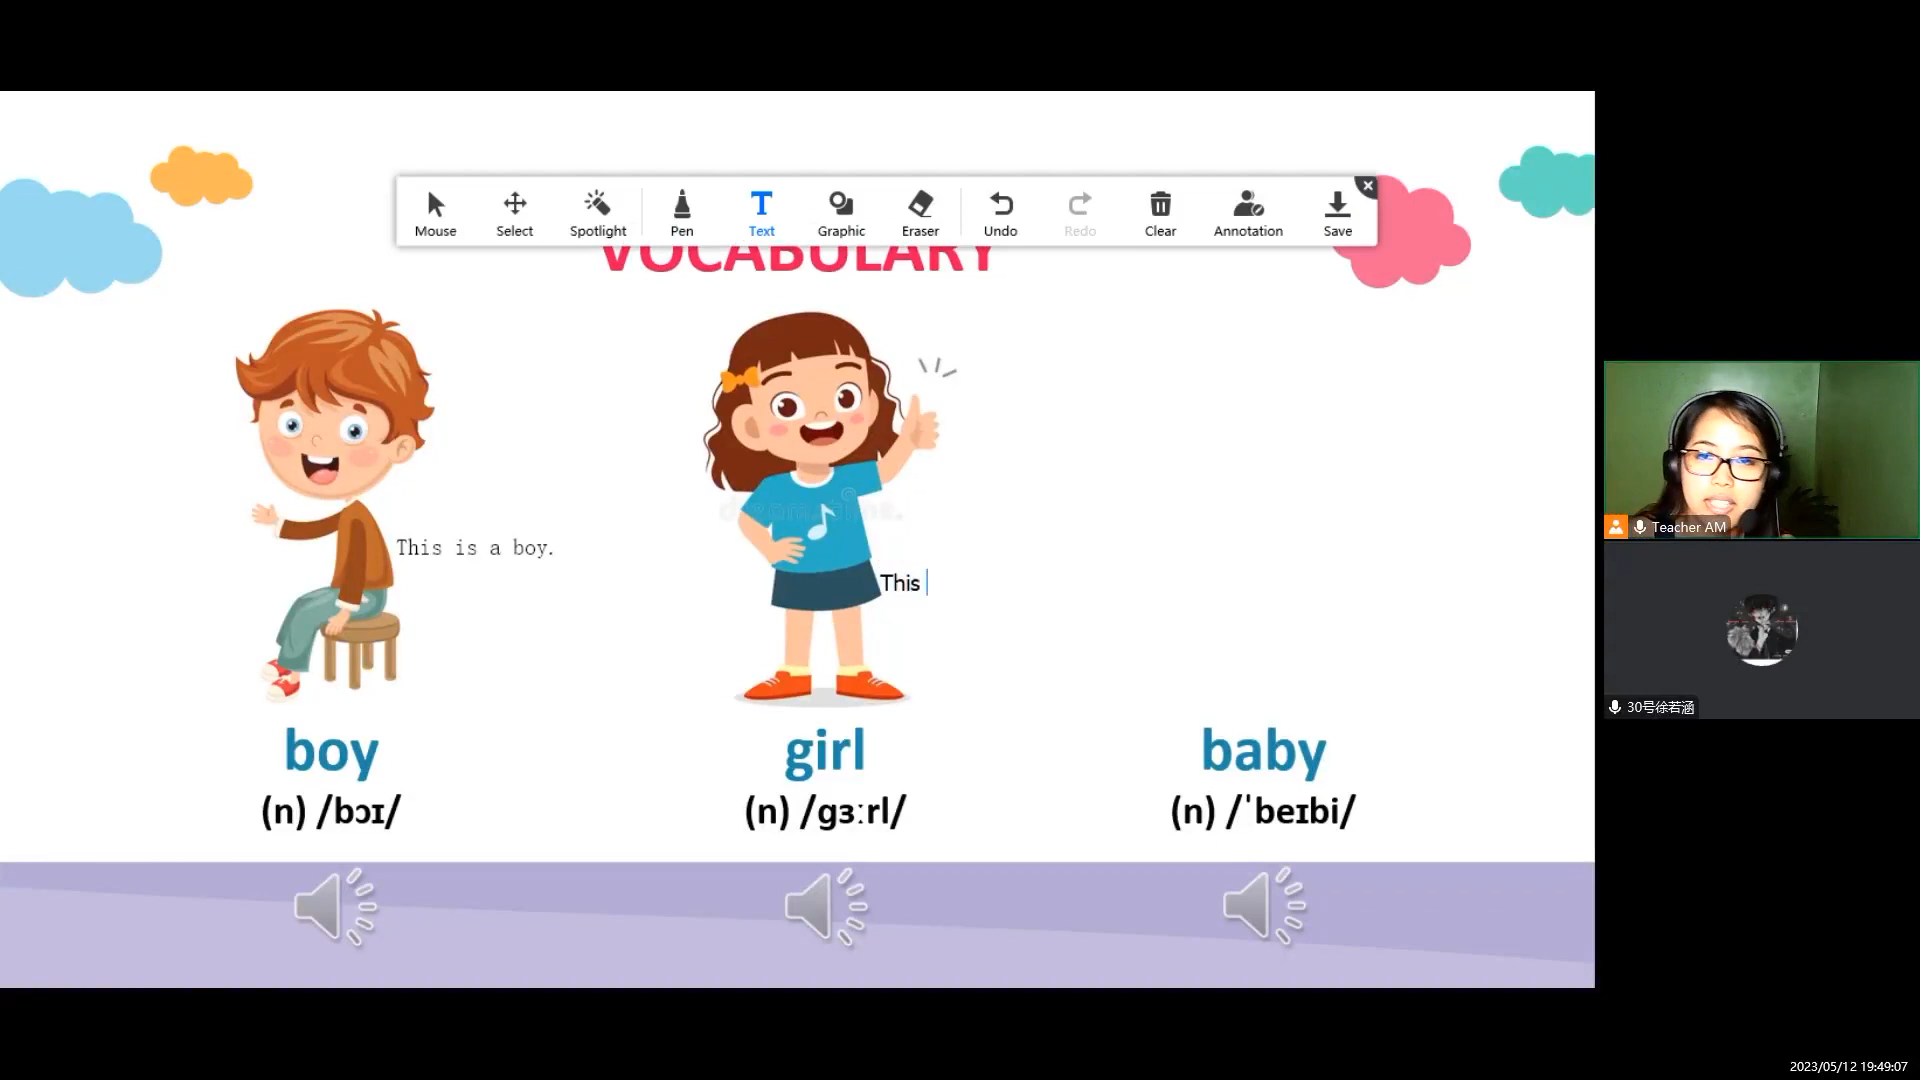 Mouse Select Spotlight Pen Text Graphic Eraser Undo Redo Clear Annotation Save
VOCABULARY
This is a boy.
This
boy girl baby
(n) /bɔɪ/ (n) /gɜːrl/ (n) /ˈbeɪbi/
Teacher AM
30号徐若涵
2023/05/12 19:49:07